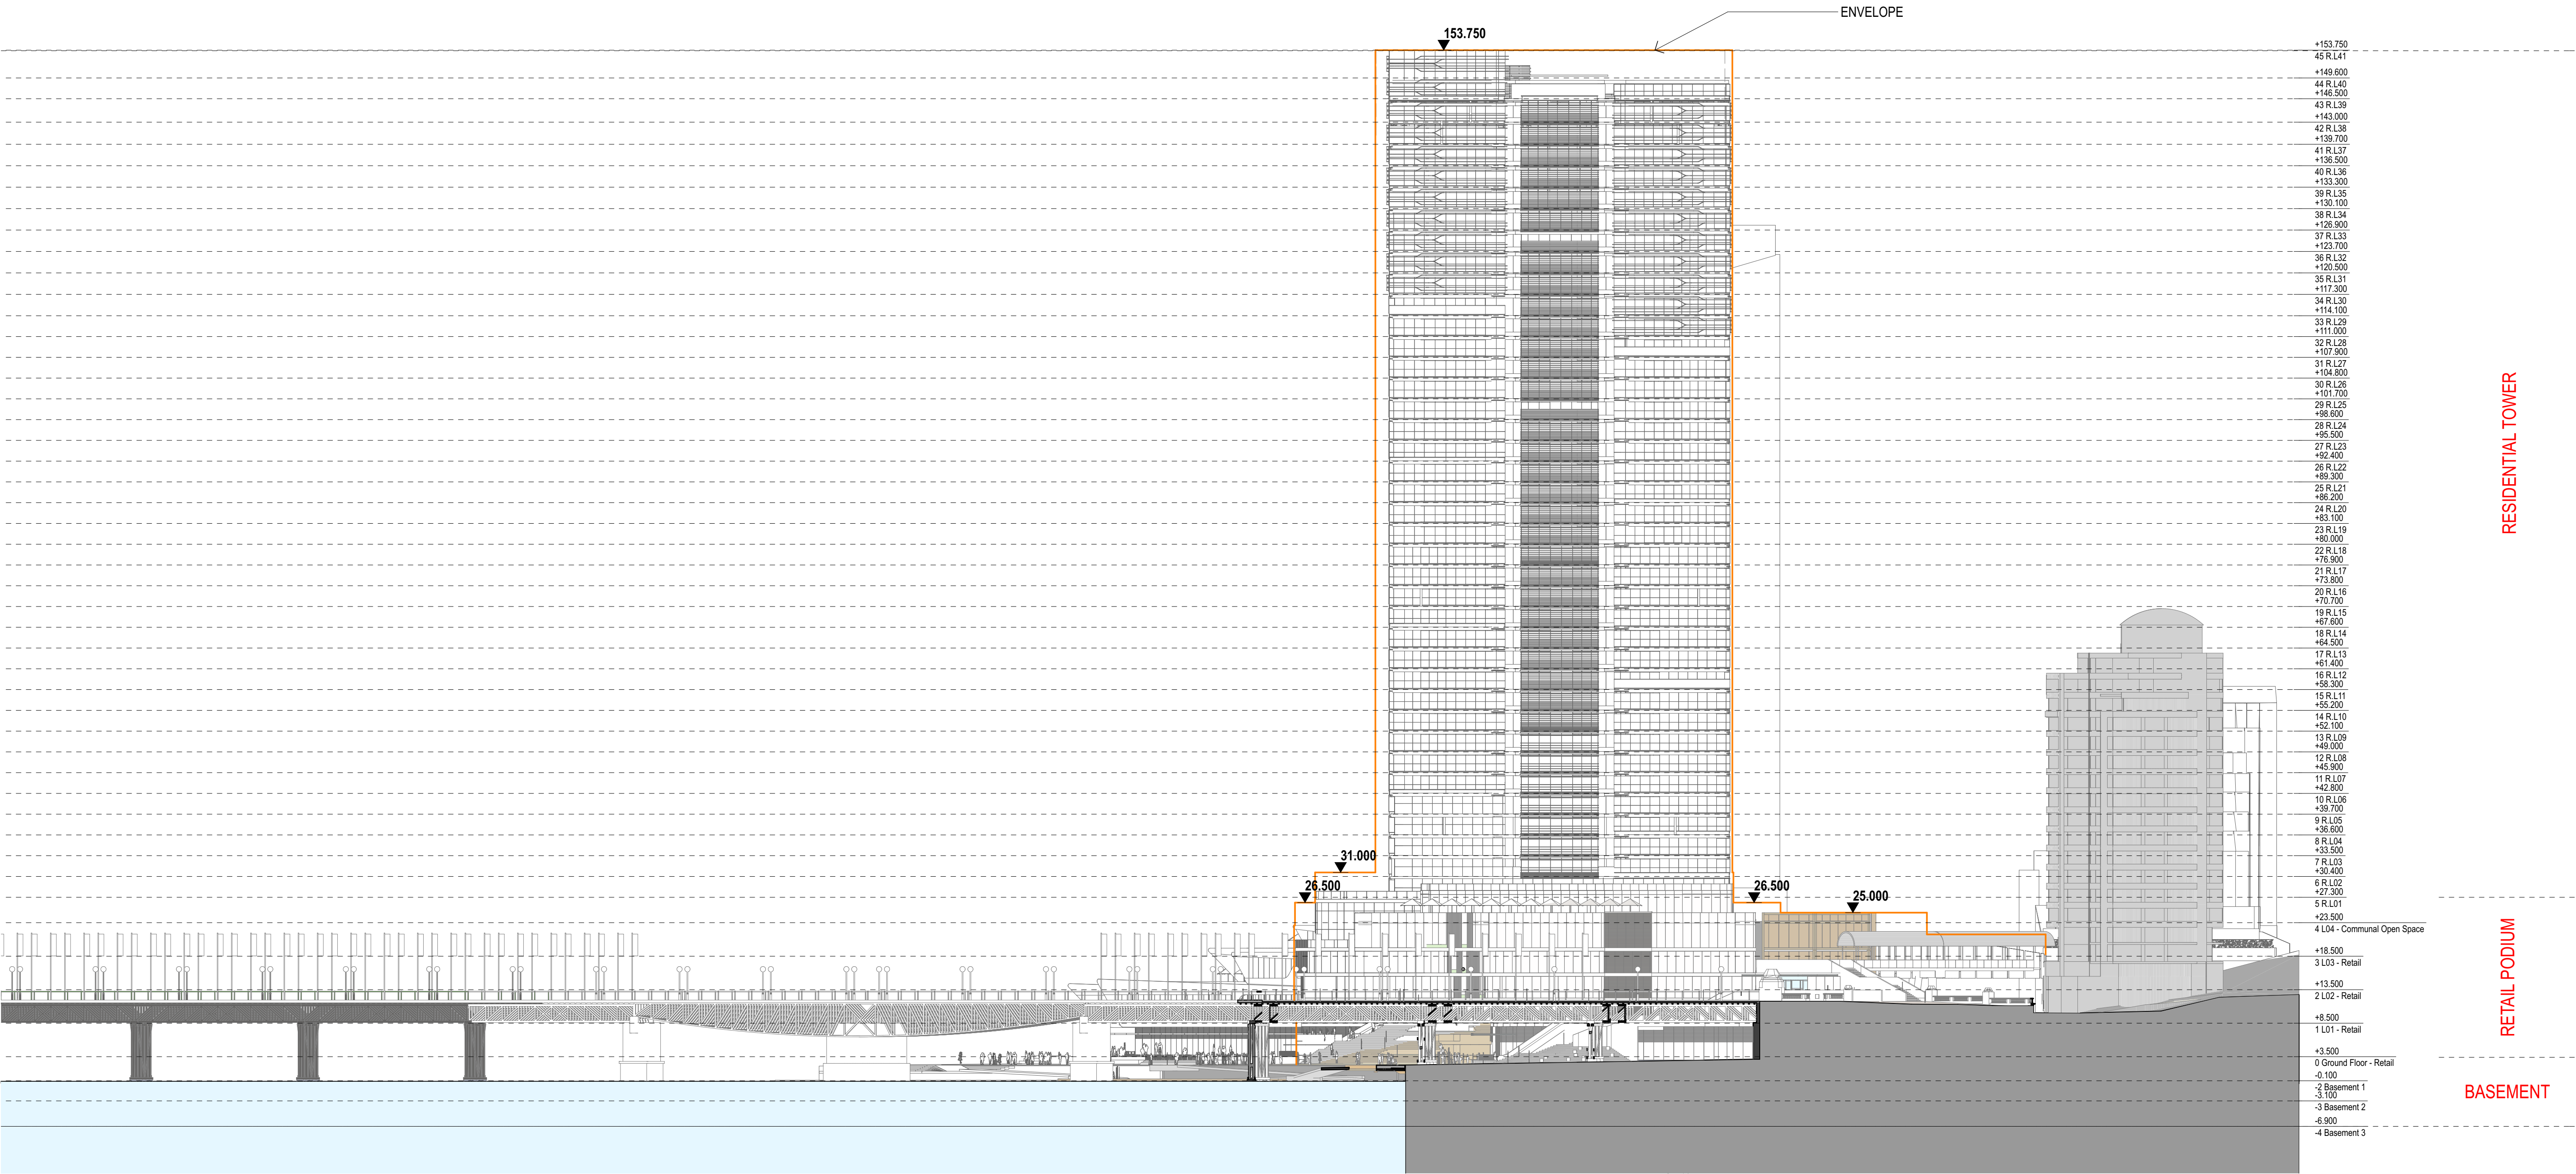 ENVELOPE
153.750
+153.750
45 R.L41
+149.600
44 R.L40
+146.500
43 R.L39
+143.000
42 R.L38
+139.700
41 R.L37
+136.500
40 R.L36
+133.300
39 R.L35
+130.100
38 R.L34
+126.900
37 R.L33
+123.700
36 R.L32
+120.500
35 R.L31
+117.300
34 R.L30
+114.100
33 R.L29
+111.000
32 R.L28
+107.900
31 R.L27
+104.800
30 R.L26
+101.700
29 R.L25
+98.600
28 R.L24
+95.500
27 R.L23
+92.400
26 R.L22
+89.300
25 R.L21
+86.200
24 R.L20
+83.100
23 R.L19
+80.000
22 R.L18
+76.900
21 R.L17
+73.800
20 R.L16
+70.700
19 R.L15
+67.600
18 R.L14
+64.500
17 R.L13
+61.400
16 R.L12
+58.300
15 R.L11
+55.200
14 R.L10
+52.100
13 R.L09
+49.000
12 R.L08
+45.900
11 R.L07
+42.800
10 R.L06
+39.700
9 R.L05
+36.600
8 R.L04
+33.500
7 R.L03
+30.400
6 R.L02
+27.300
5 R.L01
+23.500
4 L04 - Communal Open Space
+18.500
3 L03 - Retail
+13.500
2 L02 - Retail
+8.500
1 L01 - Retail
+3.500
0 Ground Floor - Retail
-0.100
-2 Basement 1
-3.100
-3 Basement 2
-6.900
-4 Basement 3
31.000
26.500
26.500
25.000
RESIDENTIAL TOWER
RETAIL PODIUM
BASEMENT